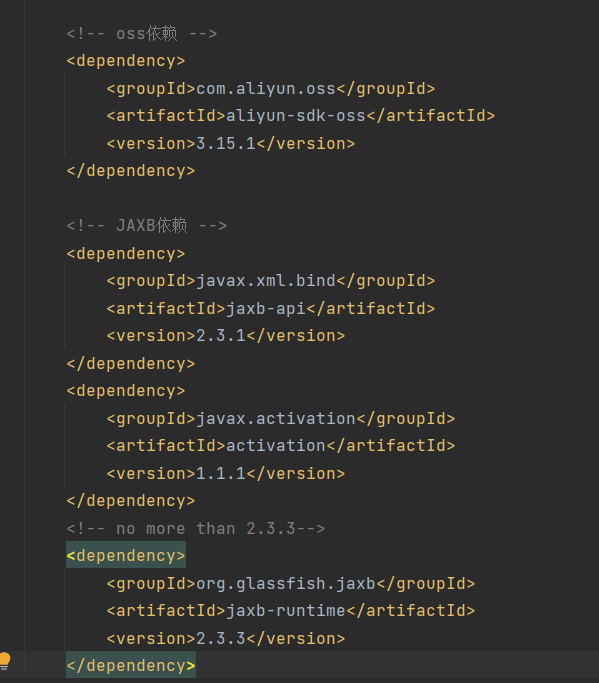 <!-- oss依赖 -->
<dependency>
<groupId>com.aliyun.oss</groupId>
<artifactId>aliyun-sdk-oss</artifactId>
<version>3.15.1</version>
</dependency>
<!-- JAXB依赖 -->
<dependency>
<groupId>javax.xml.bind</groupId>
<artifactId>jaxb-api</artifactId>
<version>2.3.1</version>
</dependency>
<dependency>
<groupId>javax.activation</groupId>
<artifactId>activation</artifactId>
<version>1.1.1</version>
</dependency>
<!-- no more than 2.3.3-->
<dependency>
<groupId>org.glassfish.jaxb</groupId>
<artifactId>jaxb-runtime</artifactId>
<version>2.3.3</version>
</dependency>